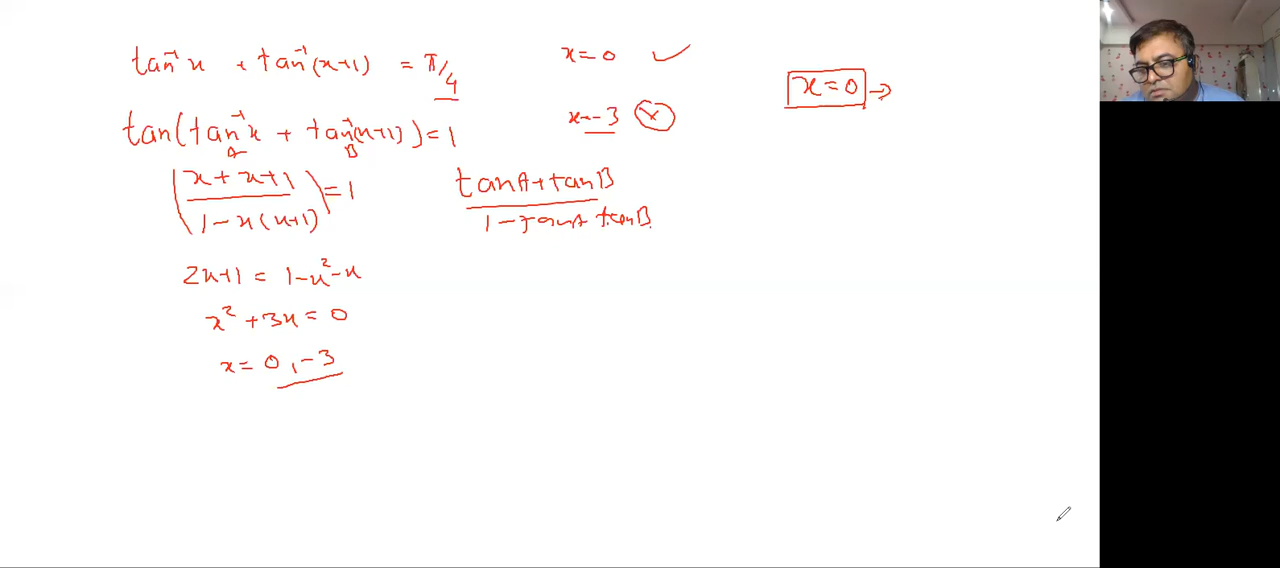 tan⁻¹x + tan⁻¹(x+1) = π/4
tan(tan⁻¹x + tan⁻¹(x+1)) = 1
A B
(x+x+1 / 1-x(x+1)) = 1
2x+1 = 1-x²-x
x² + 3x = 0
x = 0, -3
x = 0 ✓
x = -3 ⓧ
tanA + tanB / 1 - tanA tanB
x = 0 →